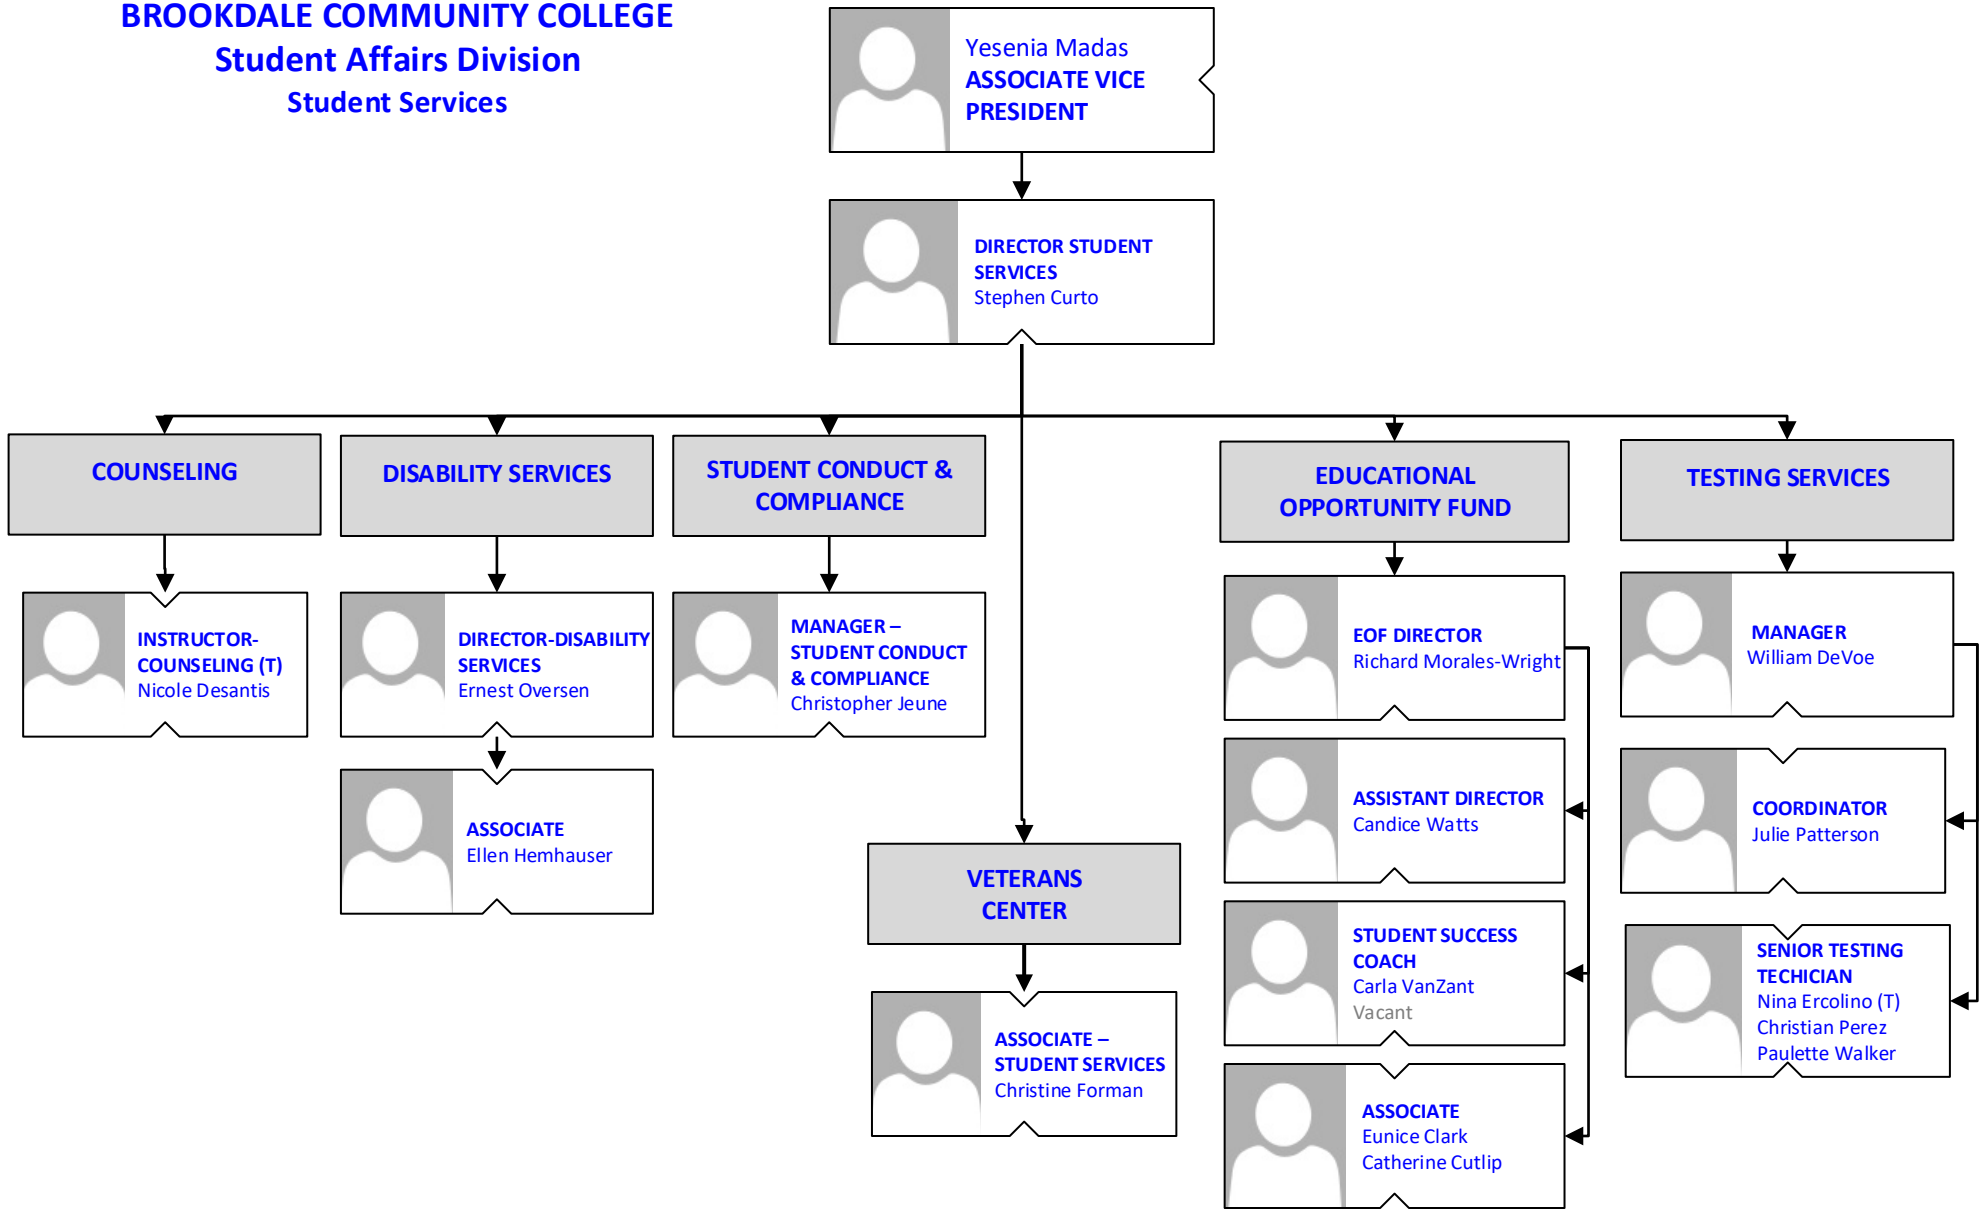 BROOKDALE COMMUNITY COLLEGE
Student Affairs Division
Student Services
Yesenia Madas
ASSOCIATE VICE
PRESIDENT
DIRECTOR STUDENT
SERVICES
Stephen Curto
COUNSELING
INSTRUCTOR-
COUNSELING (T)
Nicole Desantis
DISABILITY SERVICES
DIRECTOR-DISABILITY
SERVICES
Ernest Oversen
ASSOCIATE
Ellen Hemhauser
STUDENT CONDUCT &
COMPLIANCE
MANAGER –
STUDENT CONDUCT
& COMPLIANCE
Christopher Jeune
VETERANS
CENTER
ASSOCIATE –
STUDENT SERVICES
Christine Forman
EDUCATIONAL
OPPORTUNITY FUND
EOF DIRECTOR
Richard Morales-Wright
ASSISTANT DIRECTOR
Candice Watts
STUDENT SUCCESS
COACH
Carla VanZant
Vacant
ASSOCIATE
Eunice Clark
Catherine Cutlip
TESTING SERVICES
MANAGER
William DeVoe
COORDINATOR
Julie Patterson
SENIOR TESTING
TECHICIAN
Nina Ercolino (T)
Christian Perez
Paulette Walker